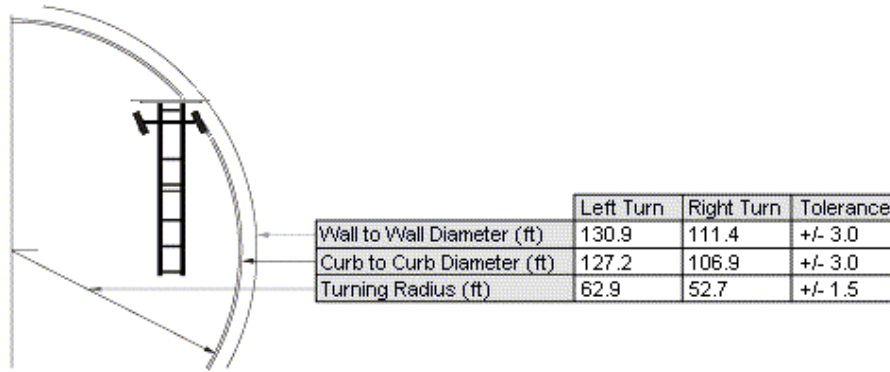 Left Turn Right Turn Tolerance
Wall to Wall Diameter (ft) 130.9 111.4 +/- 3.0
Curb to Curb Diameter (ft) 127.2 106.9 +/- 3.0
Turning Radius (ft) 62.9 52.7 +/- 1.5